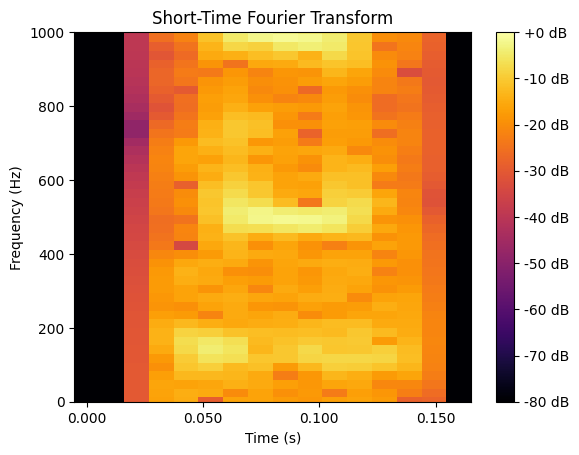 Short-Time Fourier Transform
1000
800
600
400
200
0
Frequency (Hz)
0.000
0.050
0.100
0.150
Time (s)
+0 dB
-10 dB
-20 dB
-30 dB
-40 dB
-50 dB
-60 dB
-70 dB
-80 dB